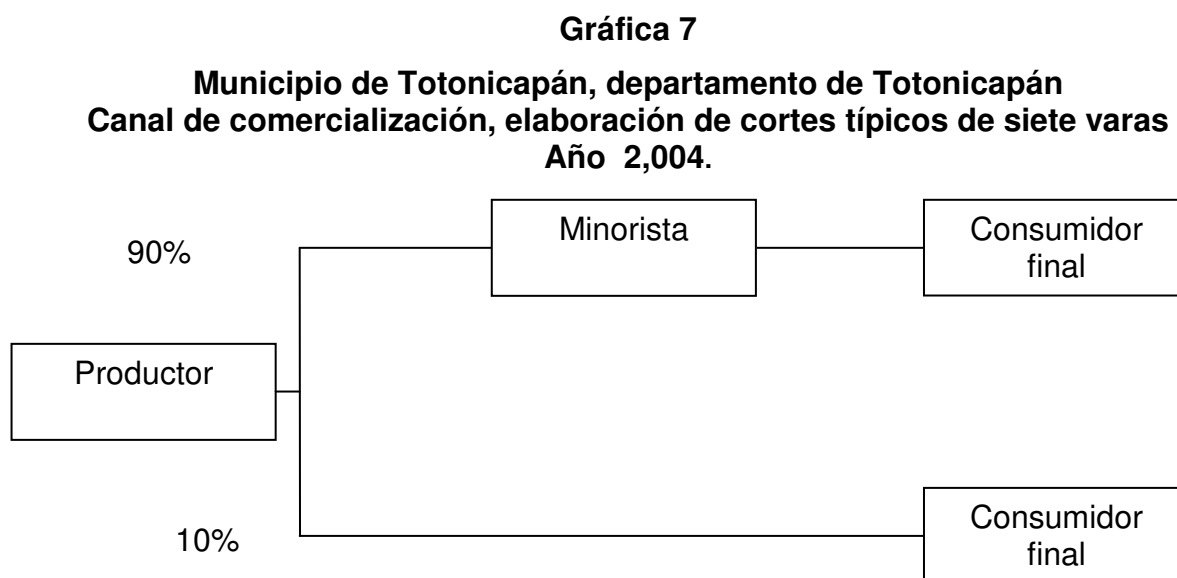 Gráfica 7
Municipio de Totonicapán, departamento de Totonicapán
Canal de comercialización, elaboración de cortes típicos de siete varas
Año 2,004.
90%
Minorista
Consumidor
final
Productor
10%
Consumidor
final